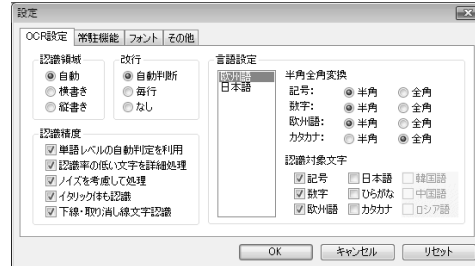 設定
OCR設定 常駐機能 フォント その他
認識領域
自動
横書き
縦書き
改行
自動判断
毎行
なし
認識精度
単語レベルの自動判定を利用
認識率の低い文字を詳細処理
ノイズを考慮して処理
イタリック体も認識
下線・取り消し線文字認識
言語設定
欧州語
日本語
半角全角変換
記号: 半角 全角
数字: 半角 全角
欧州語: 半角 全角
カタカナ: 半角 全角
認識対象文字
記号 日本語 韓国語
数字 ひらがな 中国語
欧州語 カタカナ ロシア語
OK キャンセル リセット